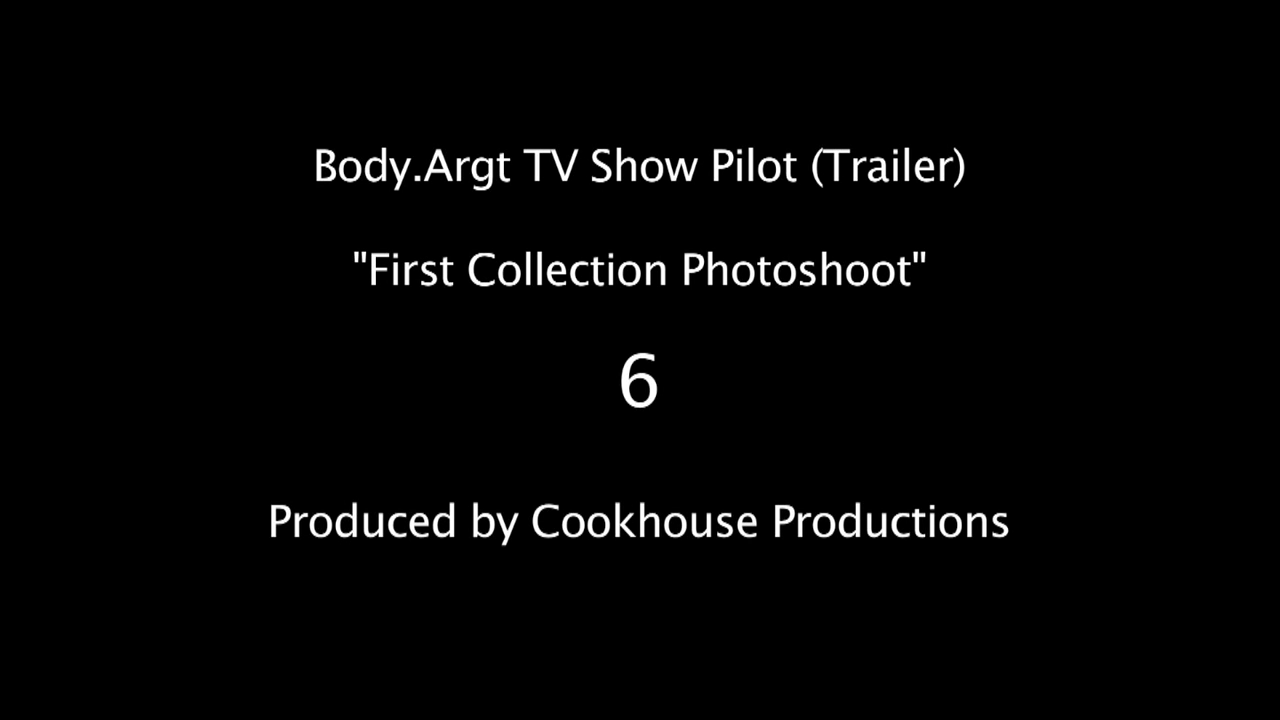 Body.Argt TV Show Pilot (Trailer)
"First Collection Photoshoot"
6
Produced by Cookhouse Productions